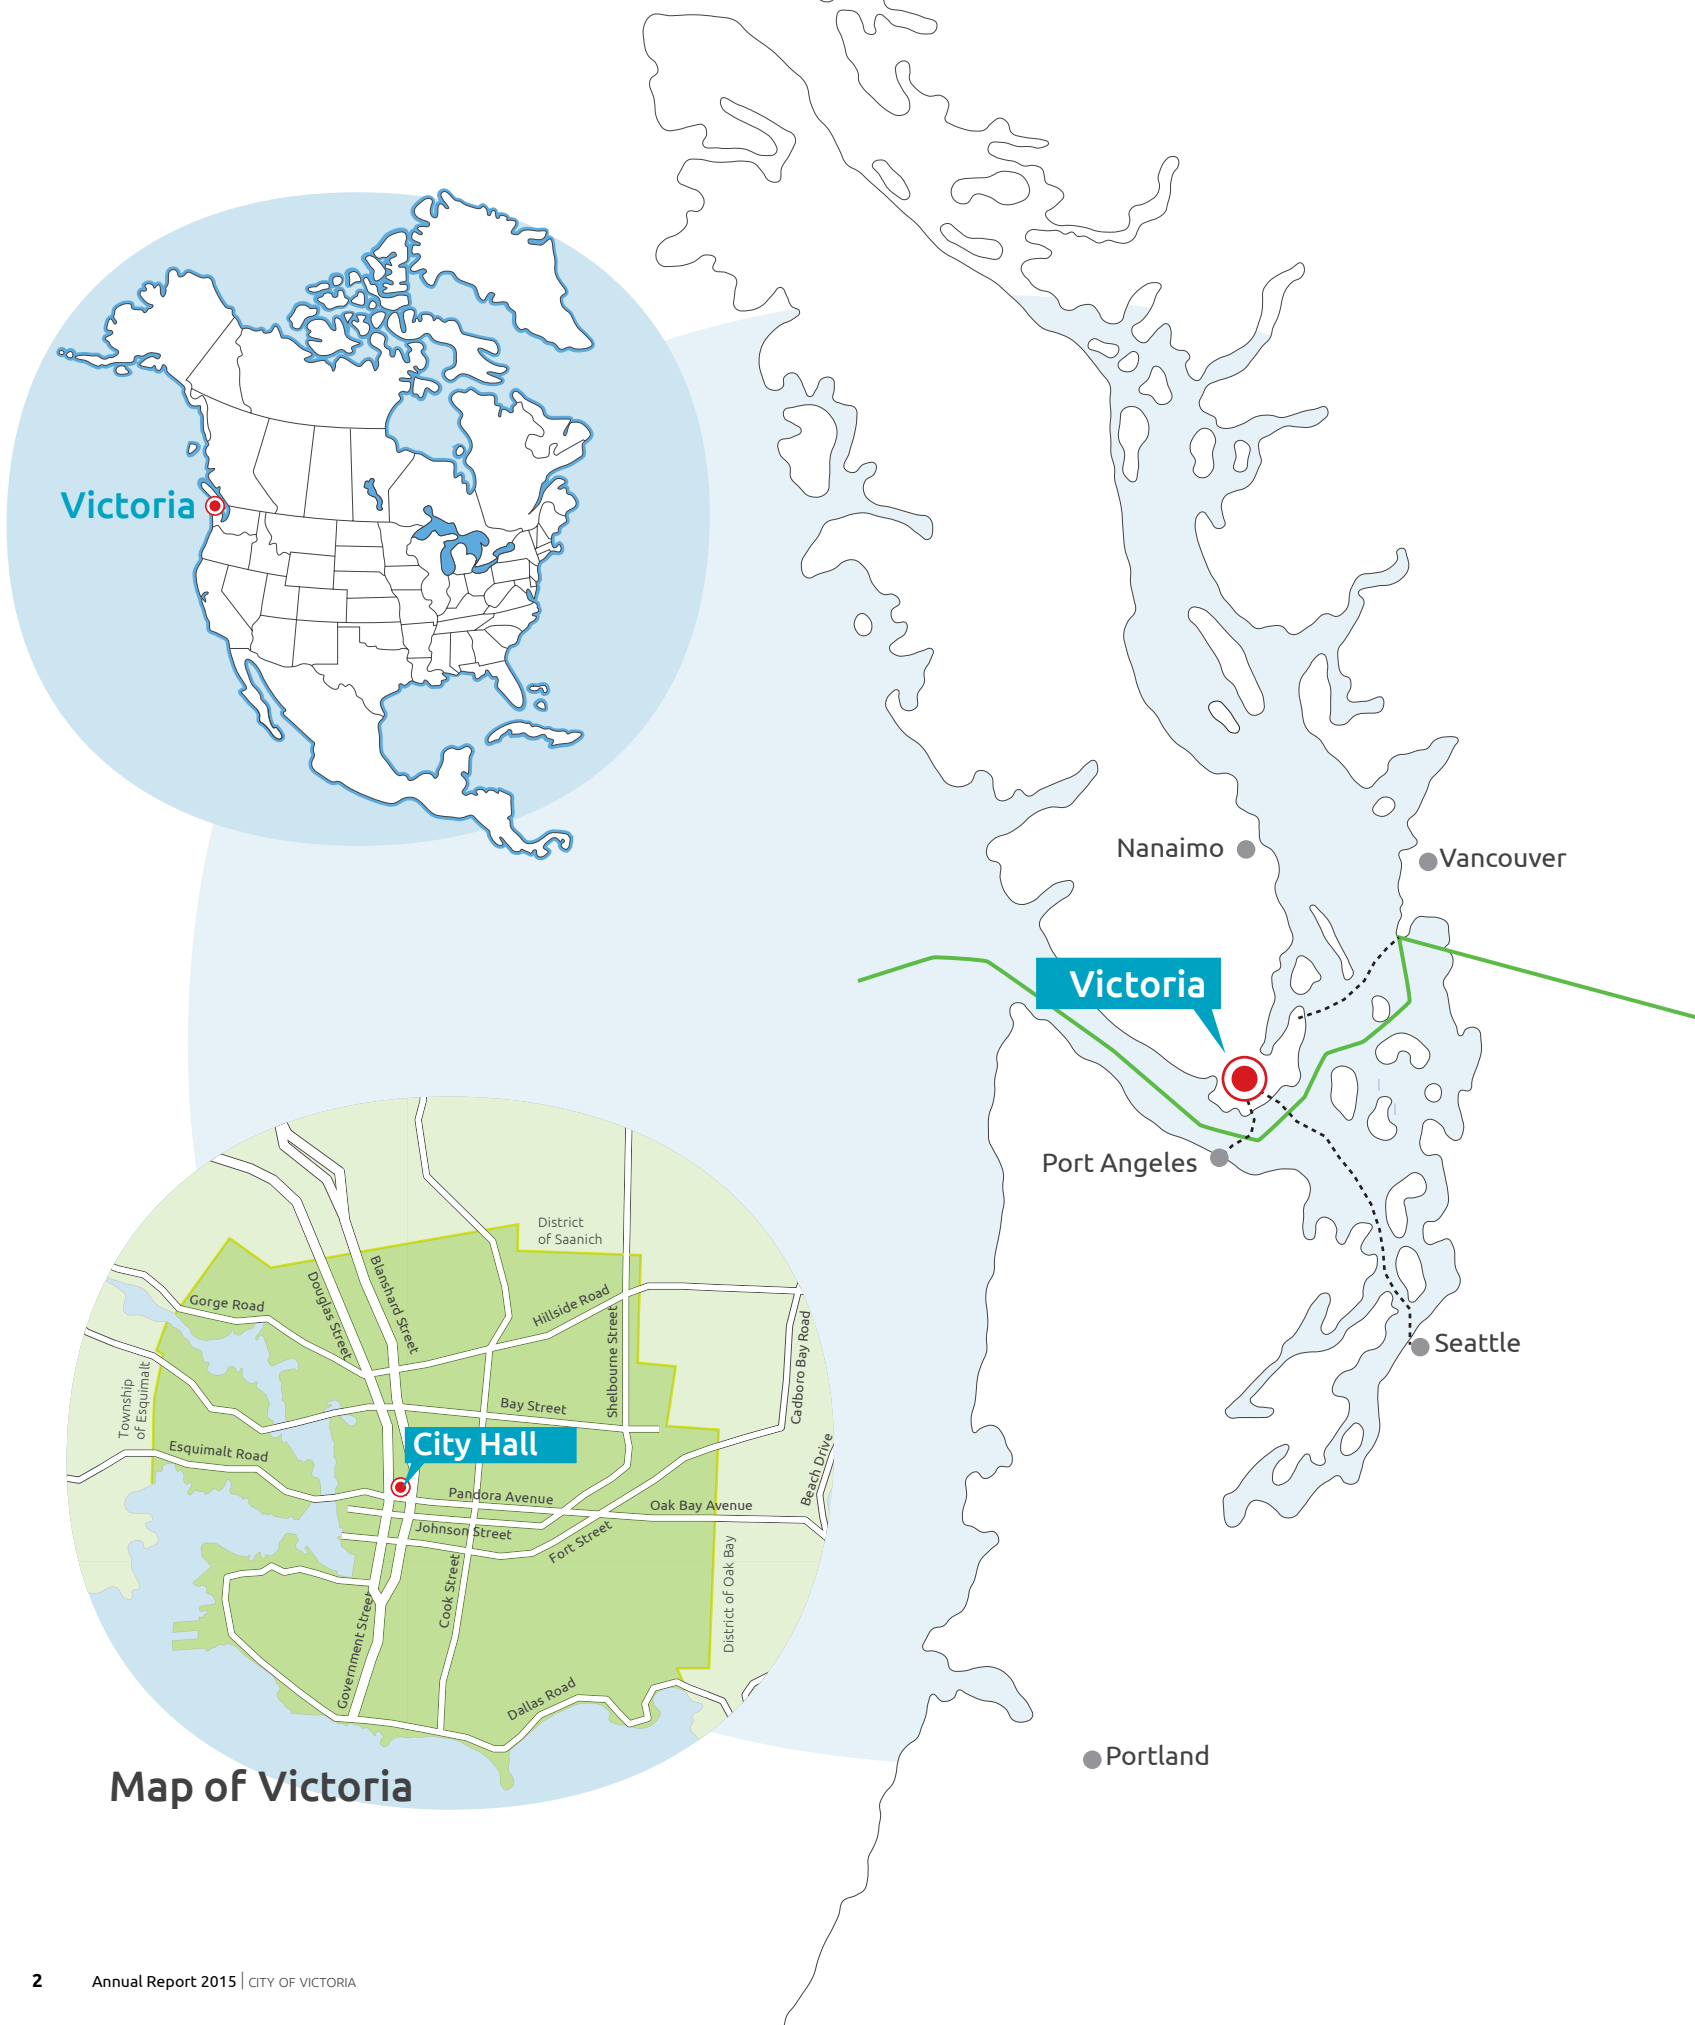 Victoria
Nanaimo
Vancouver
Victoria
Port Angeles
Seattle
Portland
District
of Saanich
Blanshard Street
Douglas Street
Gorge Road
Hillside Road
Shelbourne Street
Cadboro Bay Road
Township
of Esquimalt
Bay Street
Esquimalt Road
City Hall
Beach Drive
Pandora Avenue
Oak Bay Avenue
Johnson Street
Fort Street
Cook Street
District of Oak Bay
Government Street
Dallas Road
Map of Victoria
2 Annual Report 2015 | CITY OF VICTORIA